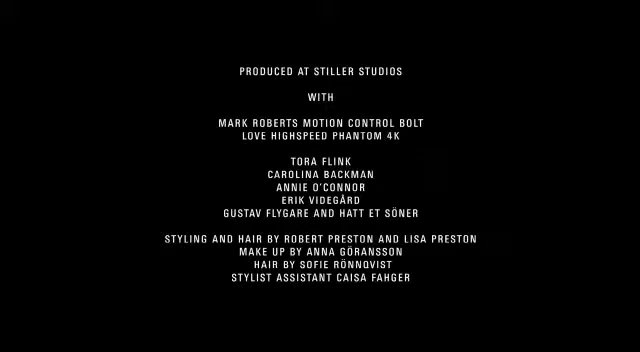 PRODUCED AT STILLER STUDIOS
WITH
MARK ROBERTS MOTION CONTROL BOLT
LOVE HIGHSPEED PHANTOM 4K
TORA FLINK
CAROLINA BACKMAN
ANNIE O'CONNOR
ERIK VIDEGÅRD
GUSTAV FLYGARE AND HATT ET SÖNER
STYLING AND HAIR BY ROBERT PRESTON AND LISA PRESTON
MAKE UP BY ANNA GÖRANSSON
HAIR BY SOFIE RÖNNQVIST
STYLIST ASSISTANT CAISA FAHGER